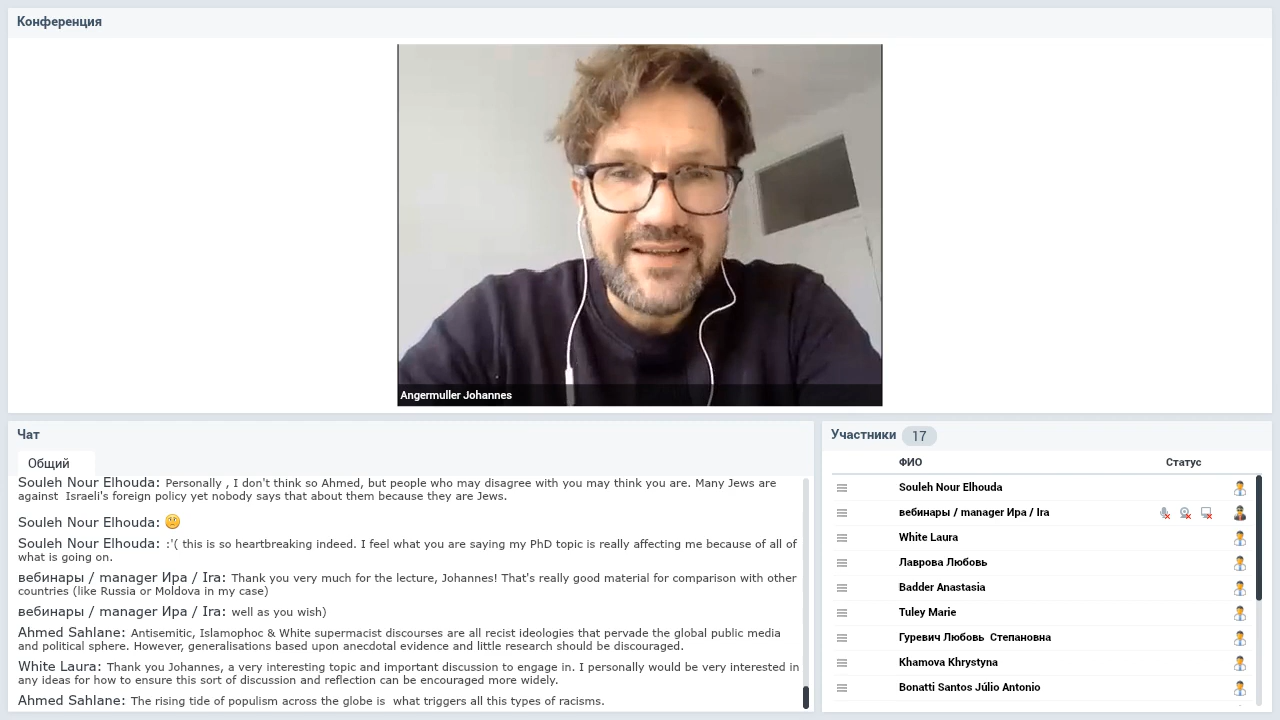 Конференция
Angermuller Johannes
Чат
Общий
Souleh Nour Elhouda: Personally , I don't think so Ahmed, but people who may disagree with you may think you are. Many Jews are
against Israeli's foreign policy yet nobody says that about them because they are Jews.
Souleh Nour Elhouda:
Souleh Nour Elhouda: :'( this is so heartbreaking indeed. I feel what you are saying my PhD topic is really affecting me because of all of
what is going on.
вебинары / manager Ира / Ira: Thank you very much for the lecture, Johannes! That's really good material for comparison with other
countries (like Russia or Moldova in my case)
вебинары / manager Ира / Ira: well as you wish)
Ahmed Sahlane: Antisemitic, Islamophoc & White supermacist discourses are all recist ideologies that pervade the global public media
and political sphere. However, generalisations based upon anecdotal evidence and little research should be discouraged.
White Laura: Thank you Johannes, a very interesting topic and important discussion to engage in. I personally would be very interested in
any ideas for how to ensure this sort of discussion and reflection can be encouraged more widely.
Ahmed Sahlane: The rising tide of populism across the globe is what triggers all this types of racisms.
Участники 17
ФИО Статус
Souleh Nour Elhouda
вебинары / manager Ира / Ira
White Laura
Лаврова Любовь
Badder Anastasia
Tuley Marie
Гуревич Любовь Степановна
Khamova Khrystyna
Bonatti Santos Júlio Antonio